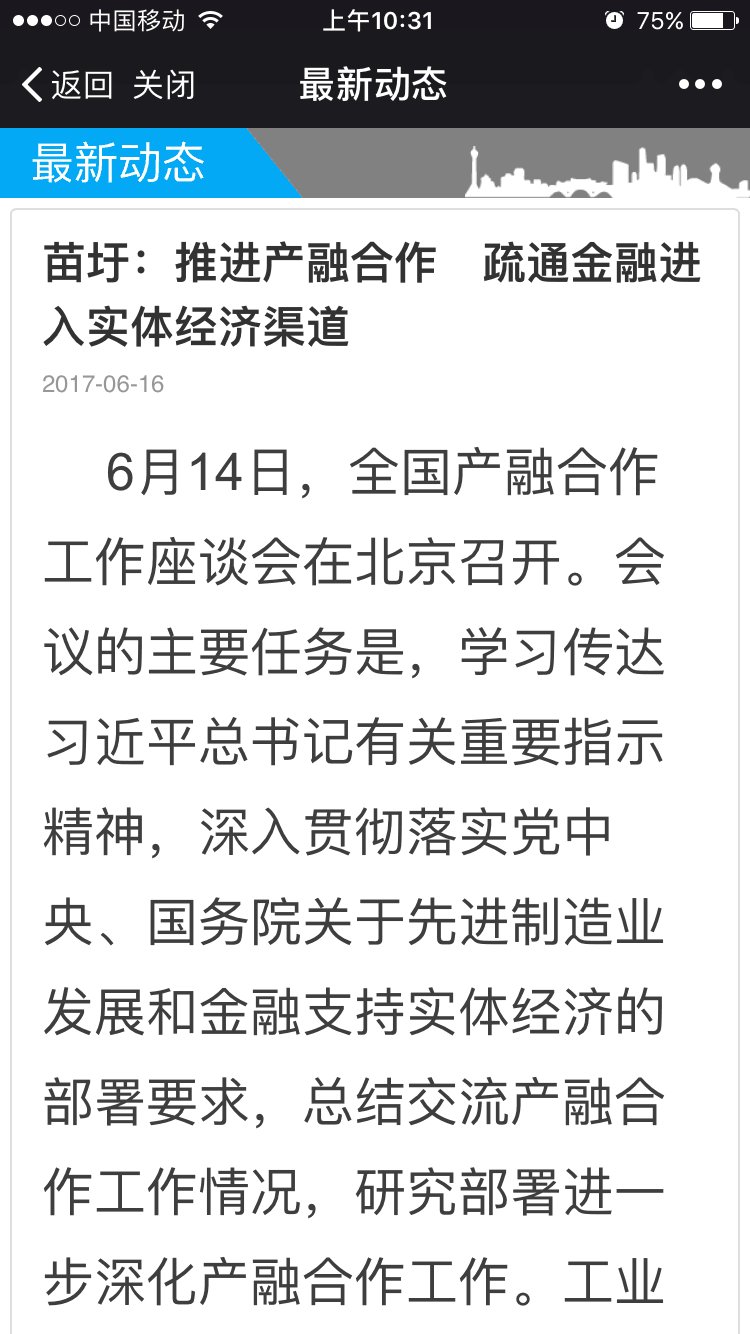 中国移动 上午10:31 75%
返回 关闭 最新动态
最新动态
苗圩：推进产融合作　疏通金融进
入实体经济渠道
2017-06-16
6月14日，全国产融合作
工作座谈会在北京召开。会
议的主要任务是，学习传达
习近平总书记有关重要指示
精神，深入贯彻落实党中
央、国务院关于先进制造业
发展和金融支持实体经济的
部署要求，总结交流产融合
作工作情况，研究部署进一
步深化产融合作工作。工业